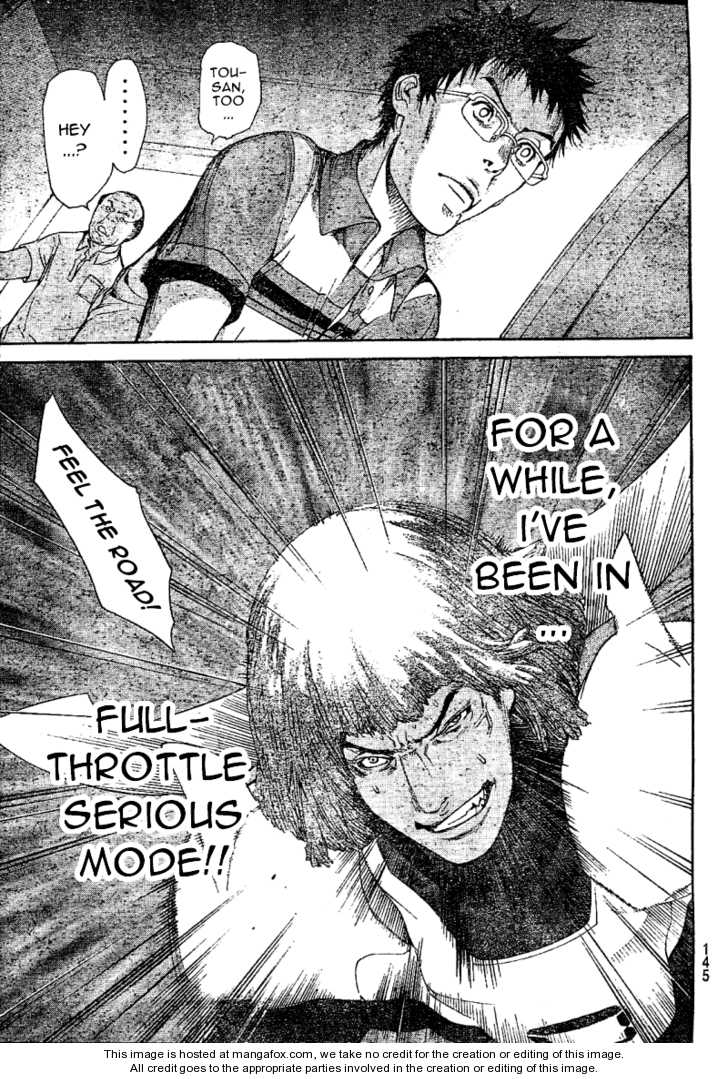 TOU-
SAN,
TOO
...
........
HEY
....?
FOR A
WHILE,
I'VE
BEEN IN
...
FEEL THE ROAD!
FULL-
THROTTLE
SERIOUS
MODE!!
145
This image is hosted at mangafox.com, we take no credit for the creation or editing of this image.
All credit goes to the appropriate parties involved in the creation or editing of this image.